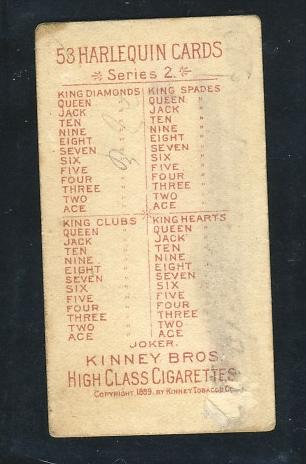 53 HARLEQUIN CARDS
Series 2.
KING DIAMONDS
QUEEN "
JACK "
TEN "
NINE "
EIGHT "
SEVEN "
SIX "
FIVE "
FOUR "
THREE "
TWO "
ACE "
KING SPADES
QUEEN "
JACK "
TEN "
NINE "
EIGHT "
SEVEN "
SIX "
FIVE "
FOUR "
THREE "
TWO "
ACE "
KING CLUBS
QUEEN "
JACK "
TEN "
NINE "
EIGHT "
SEVEN "
SIX "
FIVE "
FOUR "
THREE "
TWO "
ACE "
KING HEARTS
QUEEN "
JACK "
TEN "
NINE "
EIGHT "
SEVEN "
SIX "
FIVE "
FOUR "
THREE "
TWO "
ACE "
JOKER.
KINNEY BROS.
HIGH CLASS CIGARETTES
COPYRIGHT 1889. BY KINNEY TOBACCO Co.